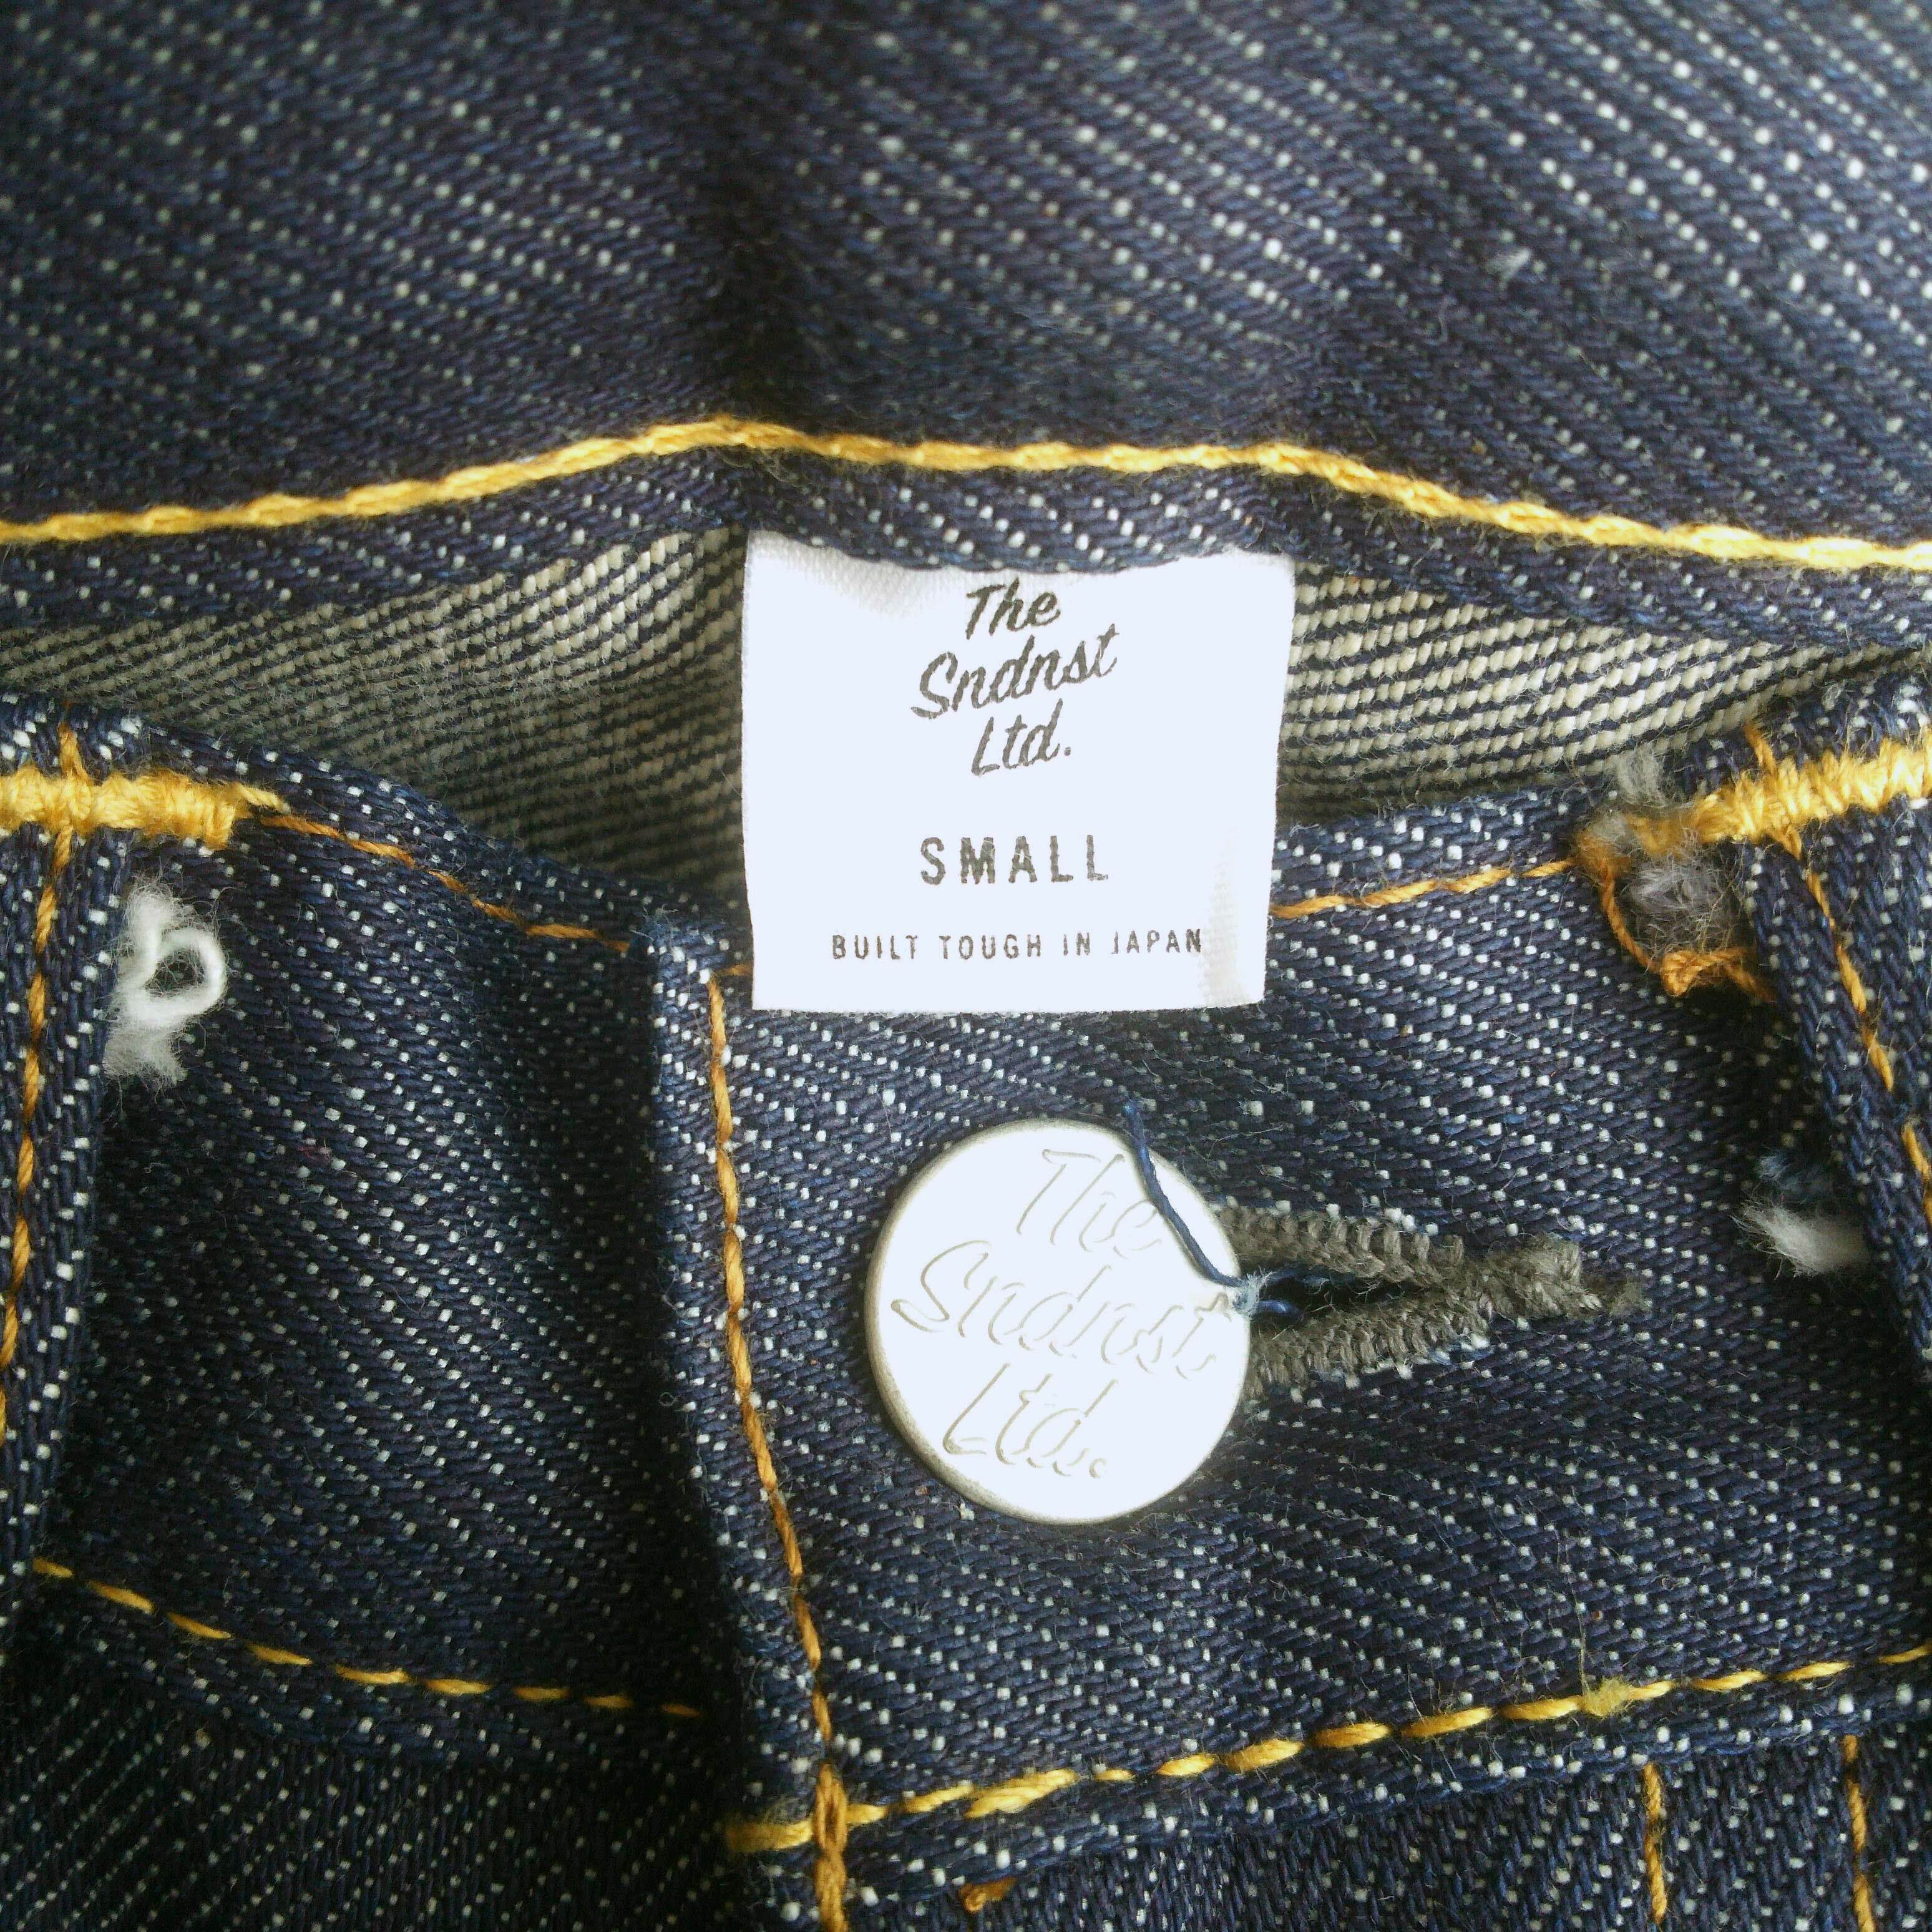 The
Sndnst
Ltd.
SMALL
BUILT TOUGH IN JAPAN
The
Sndnst
Ltd.